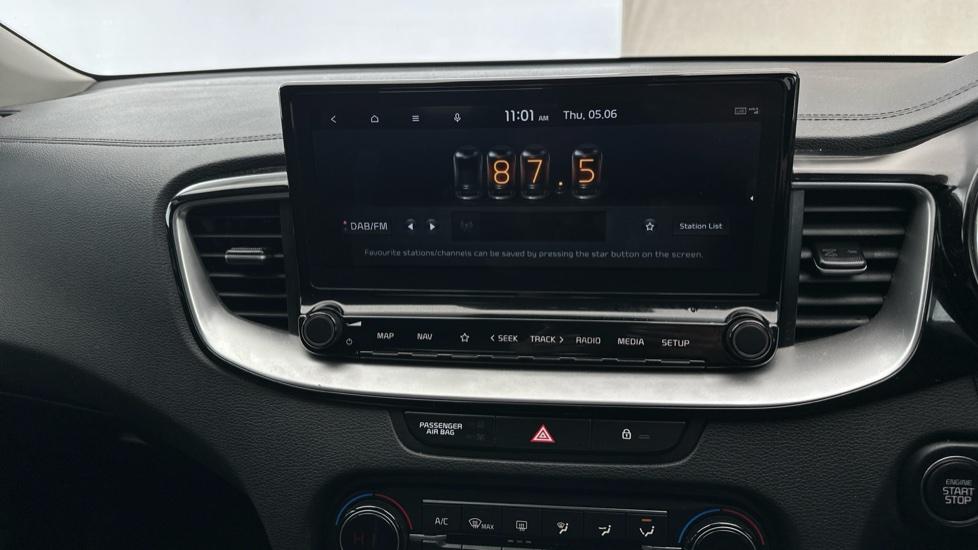 11:01 AM Thu, 05.06
87.5
DAB/FM Station List
Favourite stations/channels can be saved by pressing the star button on the screen.
MAP NAV < SEEK TRACK > RADIO MEDIA SETUP
PASSENGER
AIR BAG
ENGINE
START
STOP
A/C MAX
HI